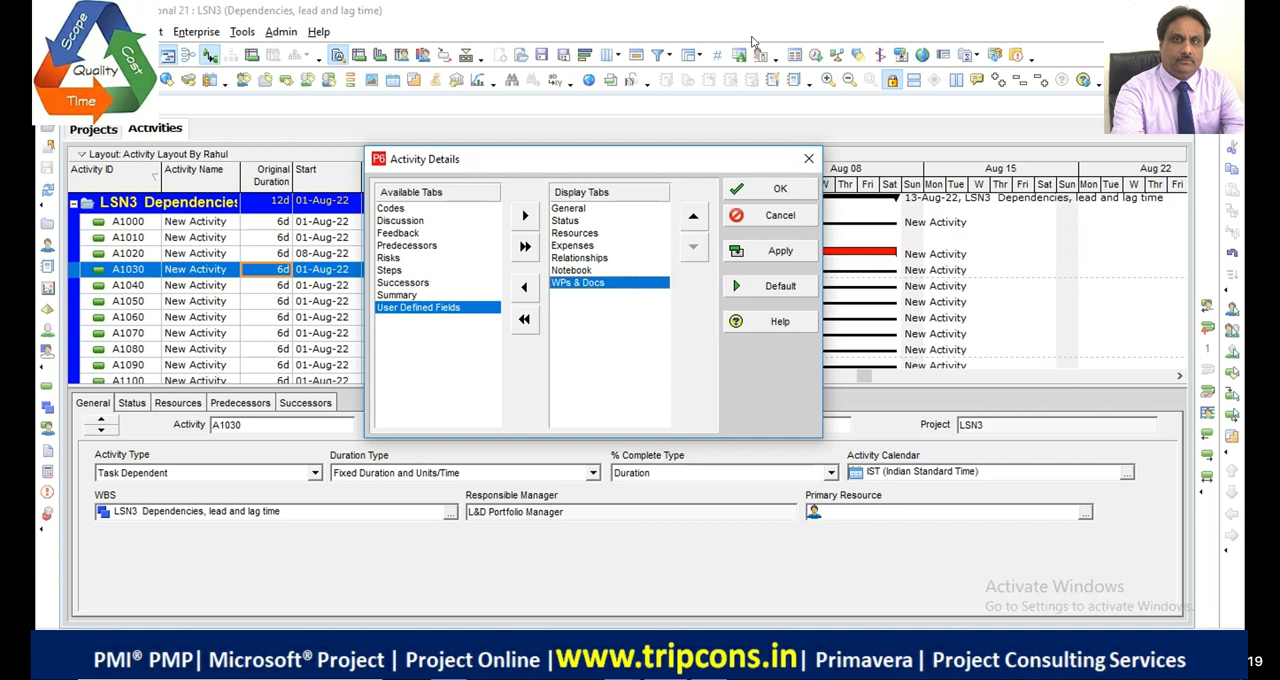 onal 21 : LSN3 (Dependencies, lead and lag time)
Scope
Cost
Quality
Time
t Enterprise Tools Admin Help
Projects Activities
Layout: Activity Layout By Rahul
Activity ID Activity Name Original Duration Start
LSN3 Dependencies 12d 01-Aug-22
A1000 New Activity 6d 01-Aug-22
A1010 New Activity 6d 01-Aug-22
A1020 New Activity 6d 08-Aug-22
A1030 New Activity 6d 01-Aug-22
A1040 New Activity 6d 01-Aug-22
A1050 New Activity 6d 01-Aug-22
A1060 New Activity 6d 01-Aug-22
A1070 New Activity 6d 01-Aug-22
A1080 New Activity 6d 01-Aug-22
A1090 New Activity 6d 01-Aug-22
A1100 New Activity 6d 01-Aug-22
P6 Activity Details
Available Tabs
Codes
Discussion
Feedback
Predecessors
Risks
Steps
Successors
Summary
User Defined Fields
Display Tabs
General
Status
Resources
Expenses
Relationships
Notebook
WPs & Docs
OK
Cancel
Apply
Default
Help
Aug 08 Aug 15 Aug 22
W Thr Fri Sat Sun Mon Tue W Thr Fri Sat Sun Mon Tue W Thr Fri
13-Aug-22, LSN3 Dependencies, lead and lag time
New Activity
New Activity
New Activity
New Activity
New Activity
New Activity
New Activity
New Activity
New Activity
General Status Resources Predecessors Successors
Activity A1030 Project LSN3
Activity Type Duration Type % Complete Type Activity Calendar
Task Dependent Fixed Duration and Units/Time Duration IST (Indian Standard Time)
WBS Responsible Manager Primary Resource
LSN3 Dependencies, lead and lag time L&D Portfolio Manager
Activate Windows
Go to Settings to activate Windows.
PMI® PMP| Microsoft® Project | Project Online |www.tripcons.in| Primavera | Project Consulting Services
19